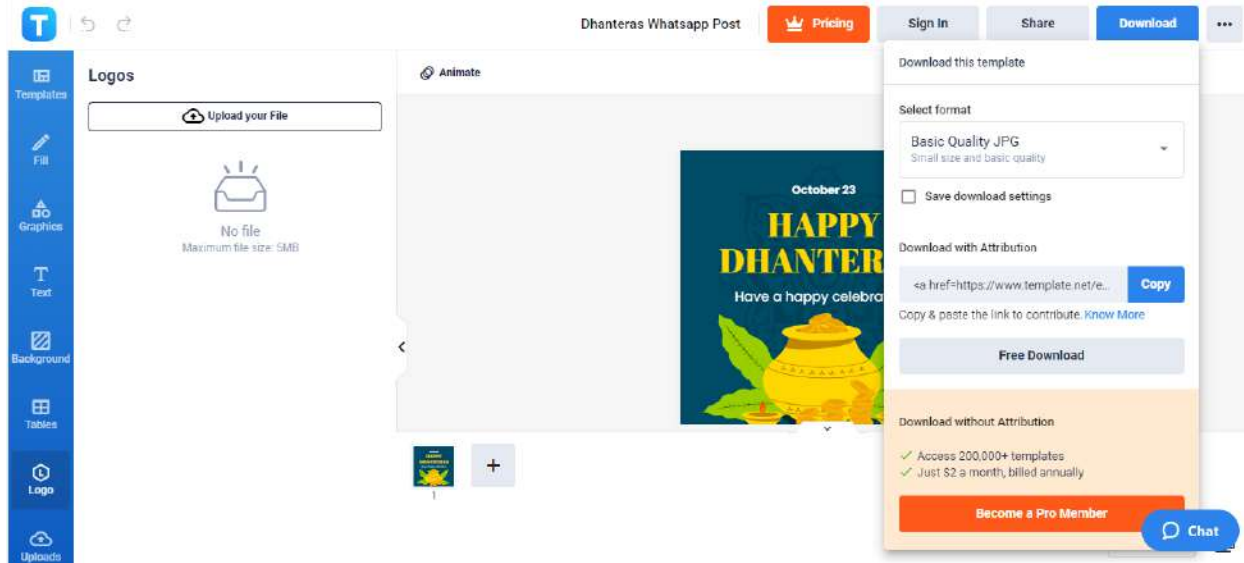 T
Dhanteras Whatsapp Post
Pricing
Sign In
Share
Download
Templates
Fill
Graphics
Text
Background
Tables
Logo
Uploads
Logos
Upload your File
No file
Maximum file size: 5MB
Animate
October 23
HAPPY
DHANTER
Have a happy celebra
1
Download this template
Select format
Basic Quality JPG
Small size and basic quality
Save download settings
Download with Attribution
<a href=https://www.template.net/e...
Copy
Copy & paste the link to contribute. Know More
Free Download
Download without Attribution
Access 200,000+ templates
Just $2 a month, billed annually
Become a Pro Member
Chat